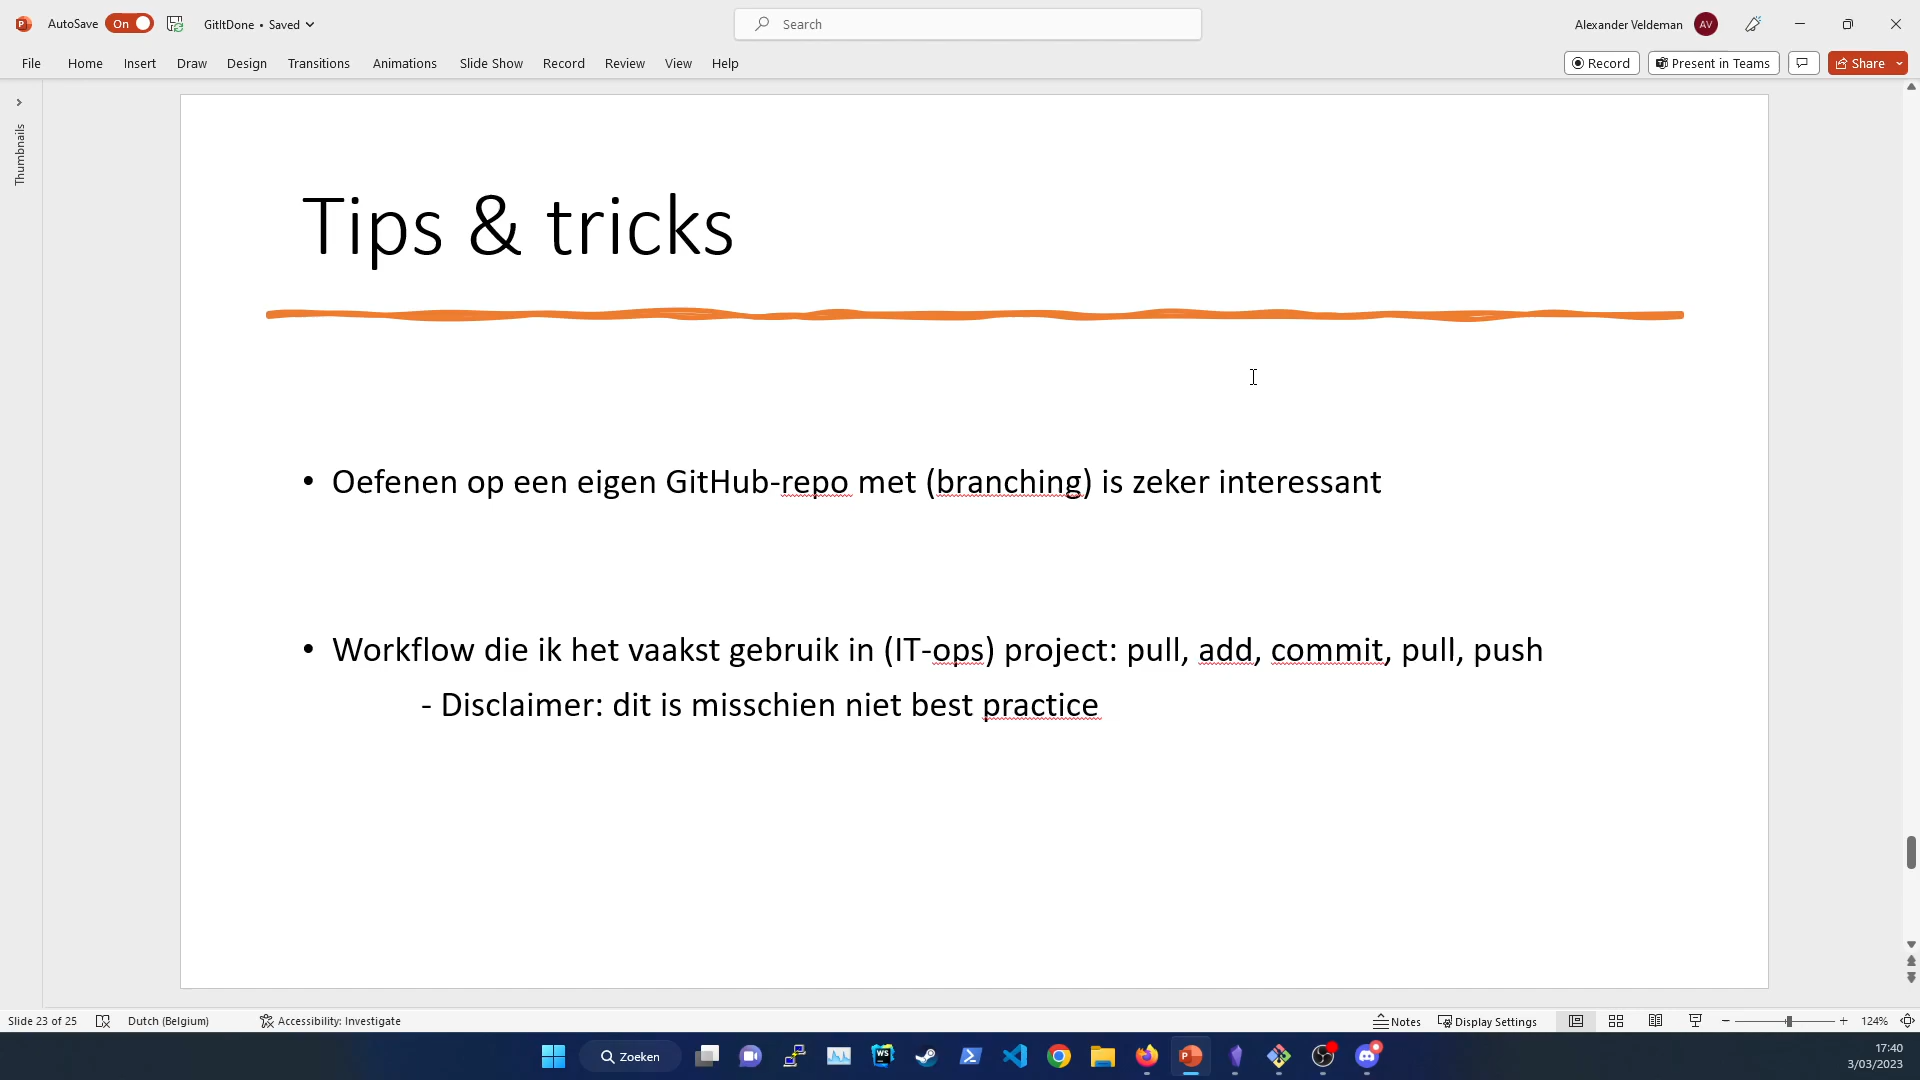 AutoSave On GitItDone • Saved Search Alexander Veldeman AV
File Home Insert Draw Design Transitions Animations Slide Show Record Review View Help Record Present in Teams Share
Thumbnails
Tips & tricks
• Oefenen op een eigen GitHub-repo met (branching) is zeker interessant
• Workflow die ik het vaakst gebruik in (IT-ops) project: pull, add, commit, pull, push
- Disclaimer: dit is misschien niet best practice
Slide 23 of 25 Dutch (Belgium) Accessibility: Investigate Notes Display Settings 124%
Zoeken
17:40
3/03/2023